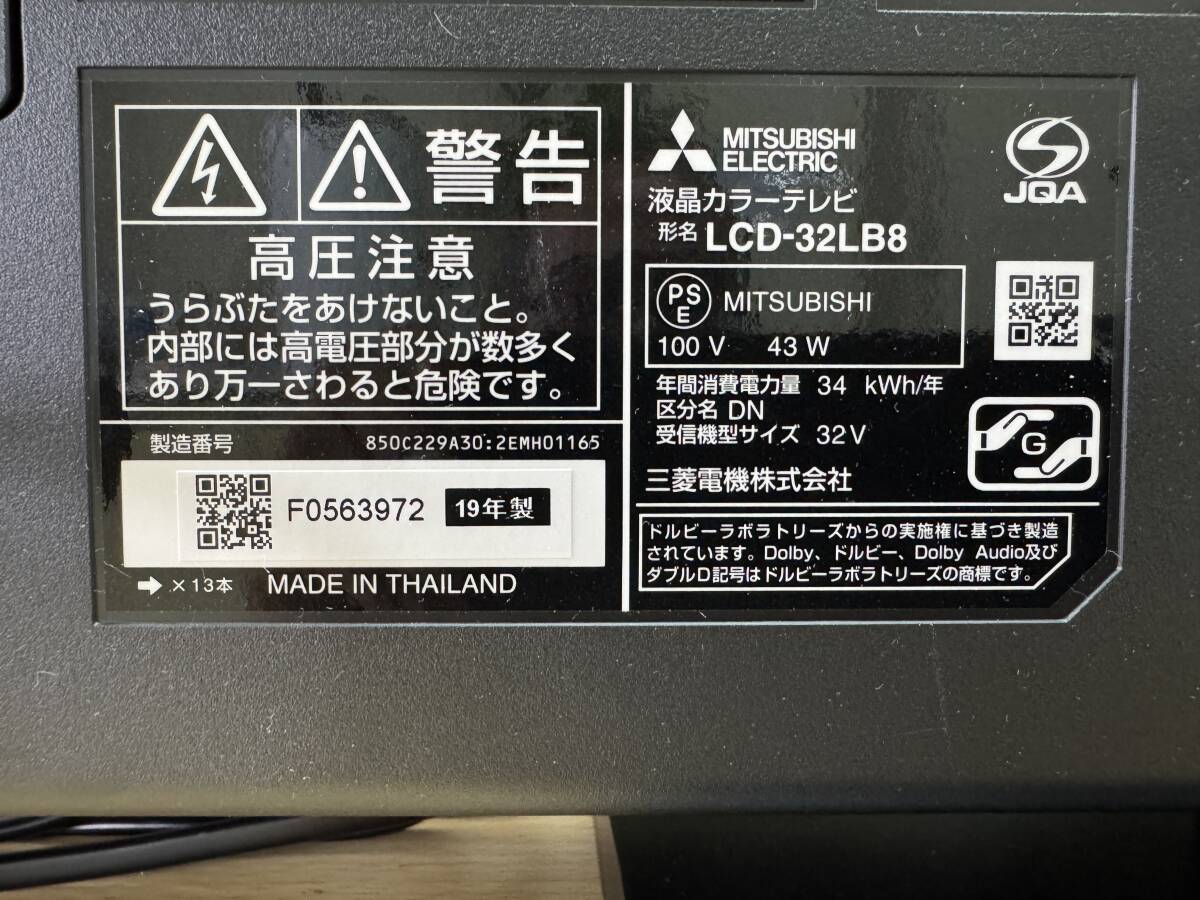 警告
高圧注意
うらぶたをあけないこと。
内部には高電圧部分が数多く
あり万一さわると危険です。
製造番号 850C229A30:2EMH01165
F0563972 19年製
×13本 MADE IN THAILAND
MITSUBISHI
ELECTRIC
JQA
液晶カラーテレビ
形名 LCD-32LB8
PS
E
MITSUBISHI
100 V 43 W
年間消費電力量 34 kWh/年
区分名 DN
受信機型サイズ 32V
G
三菱電機株式会社
ドルビーラボラトリーズからの実施権に基づき製造
されています。Dolby、ドルビー、Dolby Audio及び
ダブルD記号はドルビーラボラトリーズの商標です。